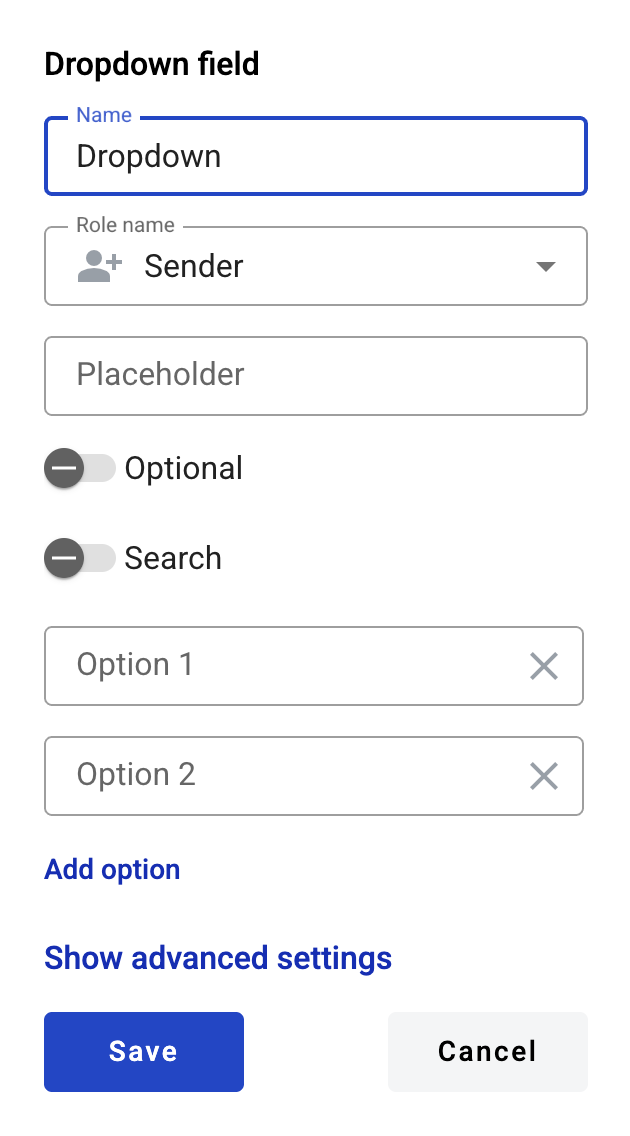 Dropdown field
Name
Dropdown
Role name
Sender
Placeholder
Optional
Search
Option 1
Option 2
Add option
Show advanced settings
Save
Cancel